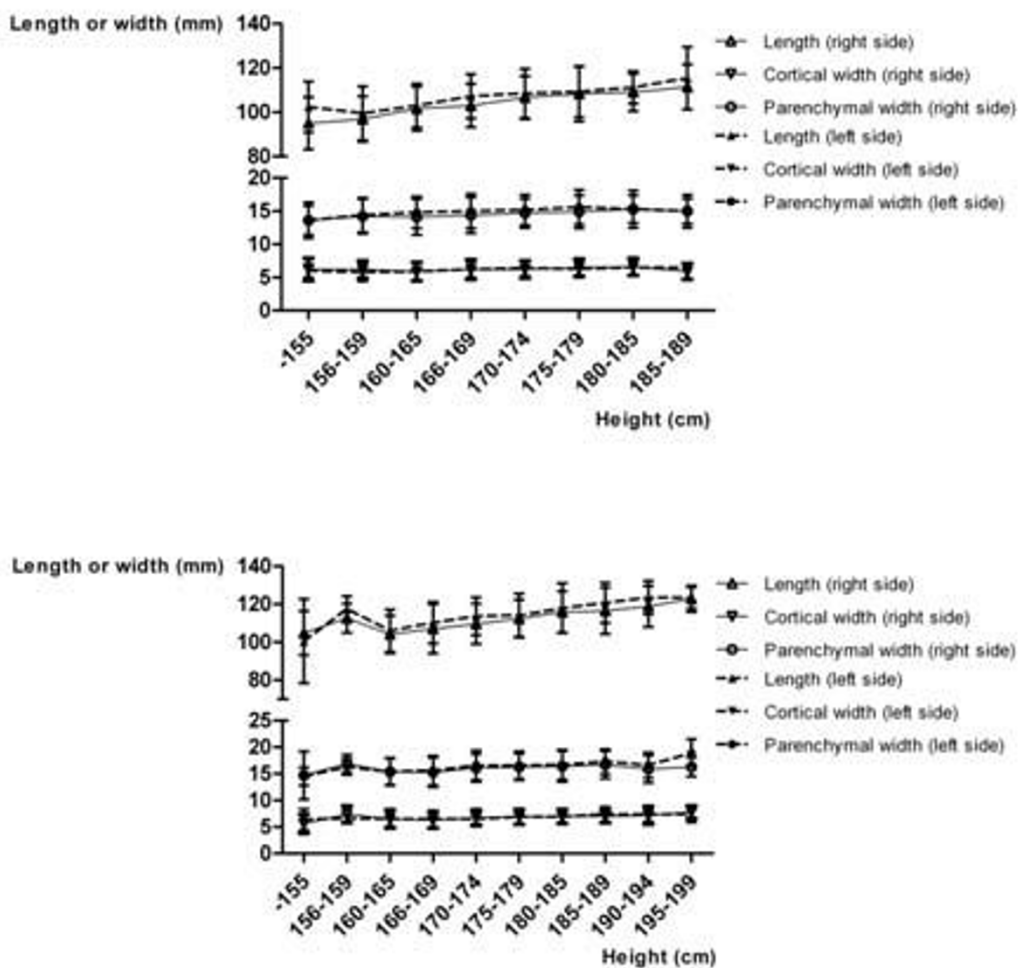 Length or width (mm)
140
120
100
80
20
15
10
5
0
-155
156-159
160-165
166-169
170-174
175-179
180-185
185-189
Height (cm)
Length (right side)
Cortical width (right side)
Parenchymal width (right side)
Length (left side)
Cortical width (left side)
Parenchymal width (left side)
Length or width (mm)
140
120
100
80
25
20
15
10
5
0
-155
156-159
160-165
166-169
170-174
175-179
180-185
185-189
190-194
195-199
Height (cm)
Length (right side)
Cortical width (right side)
Parenchymal width (right side)
Length (left side)
Cortical width (left side)
Parenchymal width (left side)